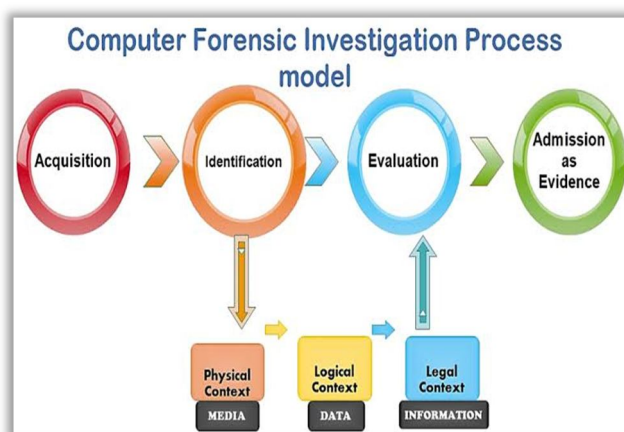 Computer Forensic Investigation Process
model
Acquisition
Identification
Evaluation
Admission
as
Evidence
Physical
Context
MEDIA
Logical
Context
DATA
Legal
Context
INFORMATION